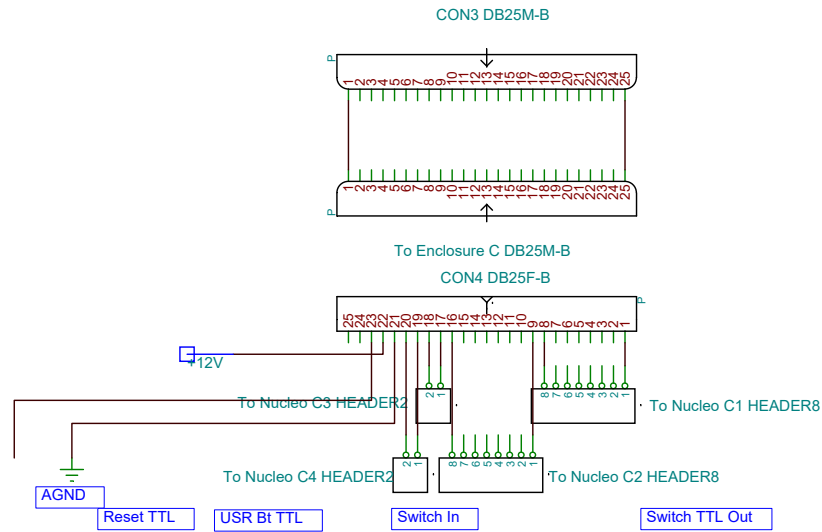 CON3 DB25M-B
P
1 2 3 4 5 6 7 8 9 10 11 12 13 14 15 16 17 18 19 20 21 22 23 24 25
1 2 3 4 5 6 7 8 9 10 11 12 13 14 15 16 17 18 19 20 21 22 23 24 25
P
To Enclosure C DB25M-B
CON4 DB25F-B
P
25 24 23 22 21 20 19 18 17 16 15 14 13 12 11 10 9 8 7 6 5 4 3 2 1
+12V
2 1
8 7 6 5 4 3 2 1
To Nucleo C3 HEADER2
To Nucleo C1 HEADER8
2 1
8 7 6 5 4 3 2 1
To Nucleo C4 HEADER2
To Nucleo C2 HEADER8
AGND
Reset TTL
USR Bt TTL
Switch In
Switch TTL Out